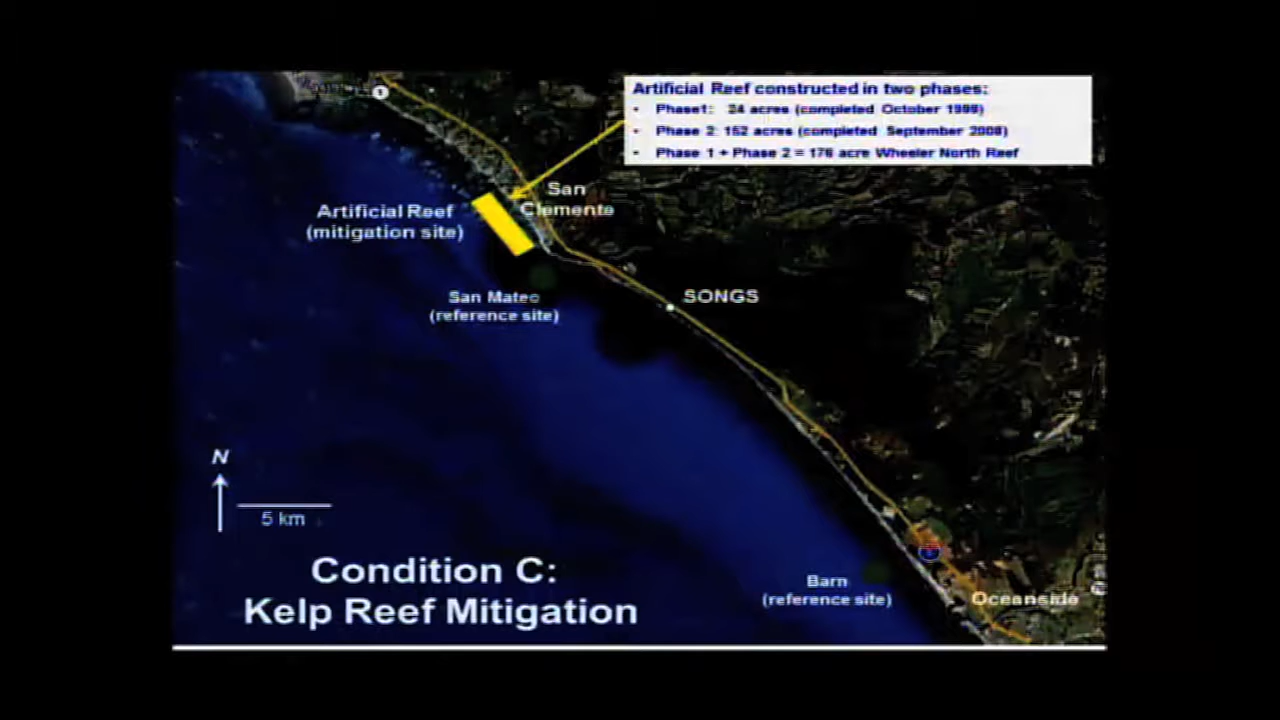 Artificial Reef constructed in two phases:
• Phase1: 24 acres (completed October 1999)
• Phase 2: 152 acres (completed September 2008)
• Phase 1 + Phase 2 = 176 acre Wheeler North Reef
1
San
Clemente
Artificial Reef
(mitigation site)
San Mateo
(reference site)
SONGS
N
5 km
Condition C:
Kelp Reef Mitigation
Barn
(reference site)
Oceanside